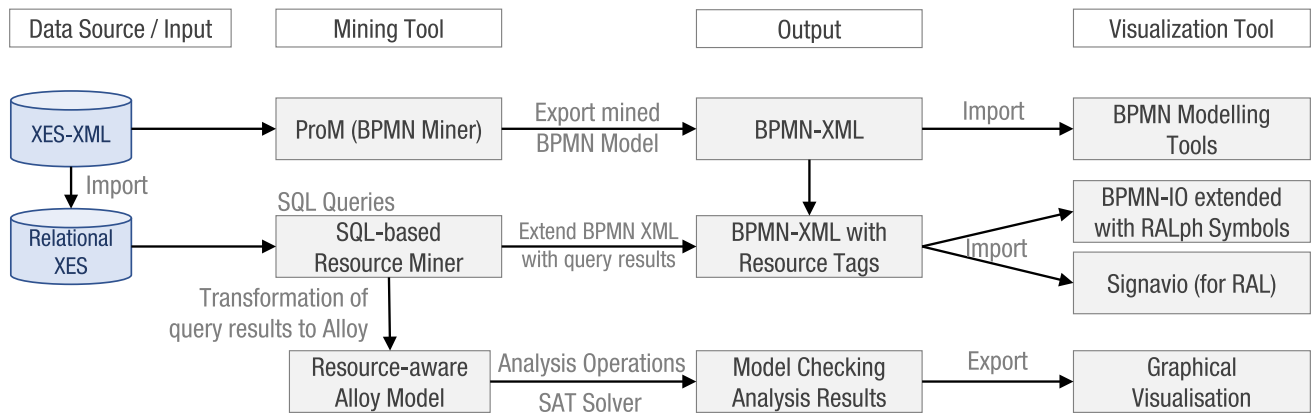 Data Source / Input
Mining Tool
Output
Visualization Tool
XES-XML
ProM (BPMN Miner)
Export mined
BPMN Model
BPMN-XML
Import
BPMN Modelling
Tools
Import
Relational
XES
SQL Queries
SQL-based
Resource Miner
Extend BPMN XML
with query results
BPMN-XML with
Resource Tags
Import
BPMN-IO extended
with RALph Symbols
Signavio (for RAL)
Transformation of
query results to Alloy
Resource-aware
Alloy Model
Analysis Operations
SAT Solver
Model Checking
Analysis Results
Export
Graphical
Visualisation